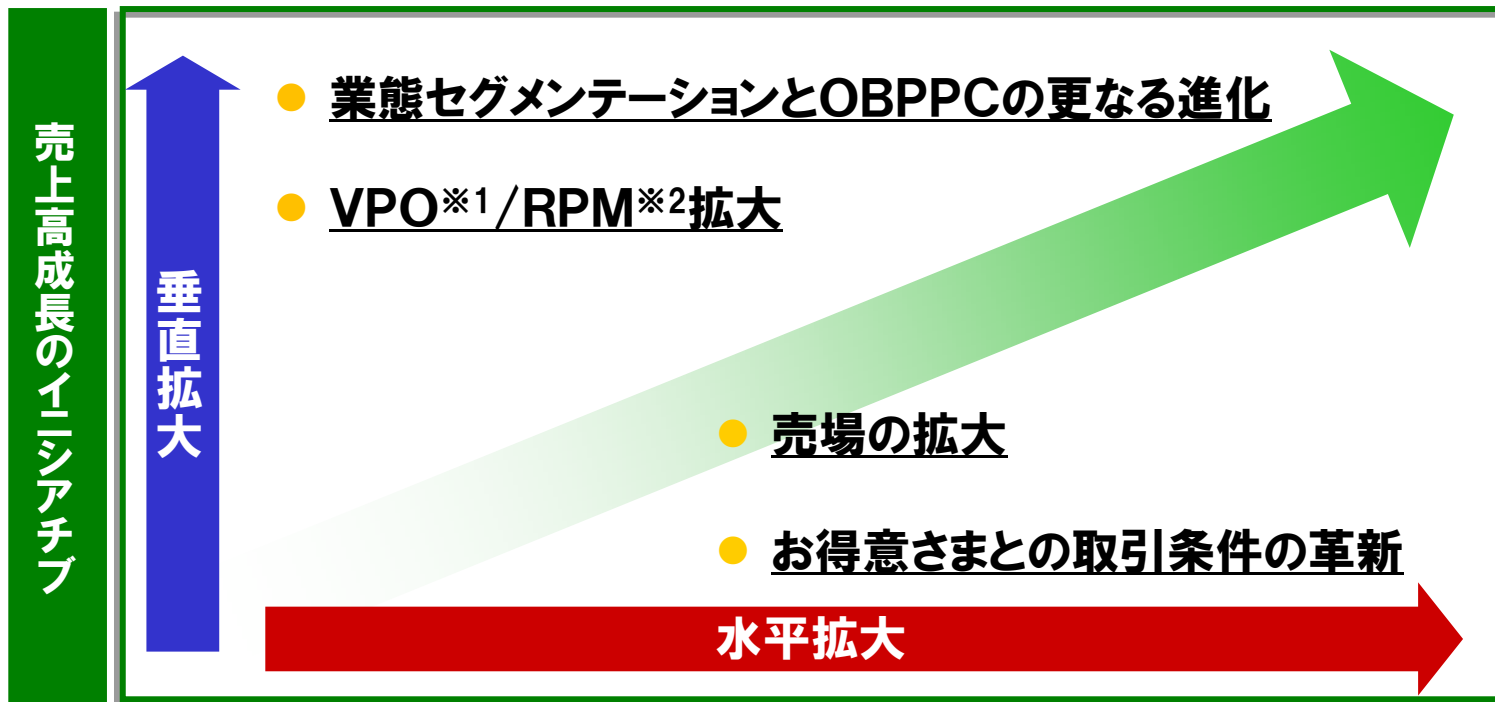 売上高成長のイニシアチブ
垂直拡大
業態セグメンテーションとOBPPCの更なる進化
VPO※1/RPM※2拡大
売場の拡大
お得意さまとの取引条件の革新
水平拡大